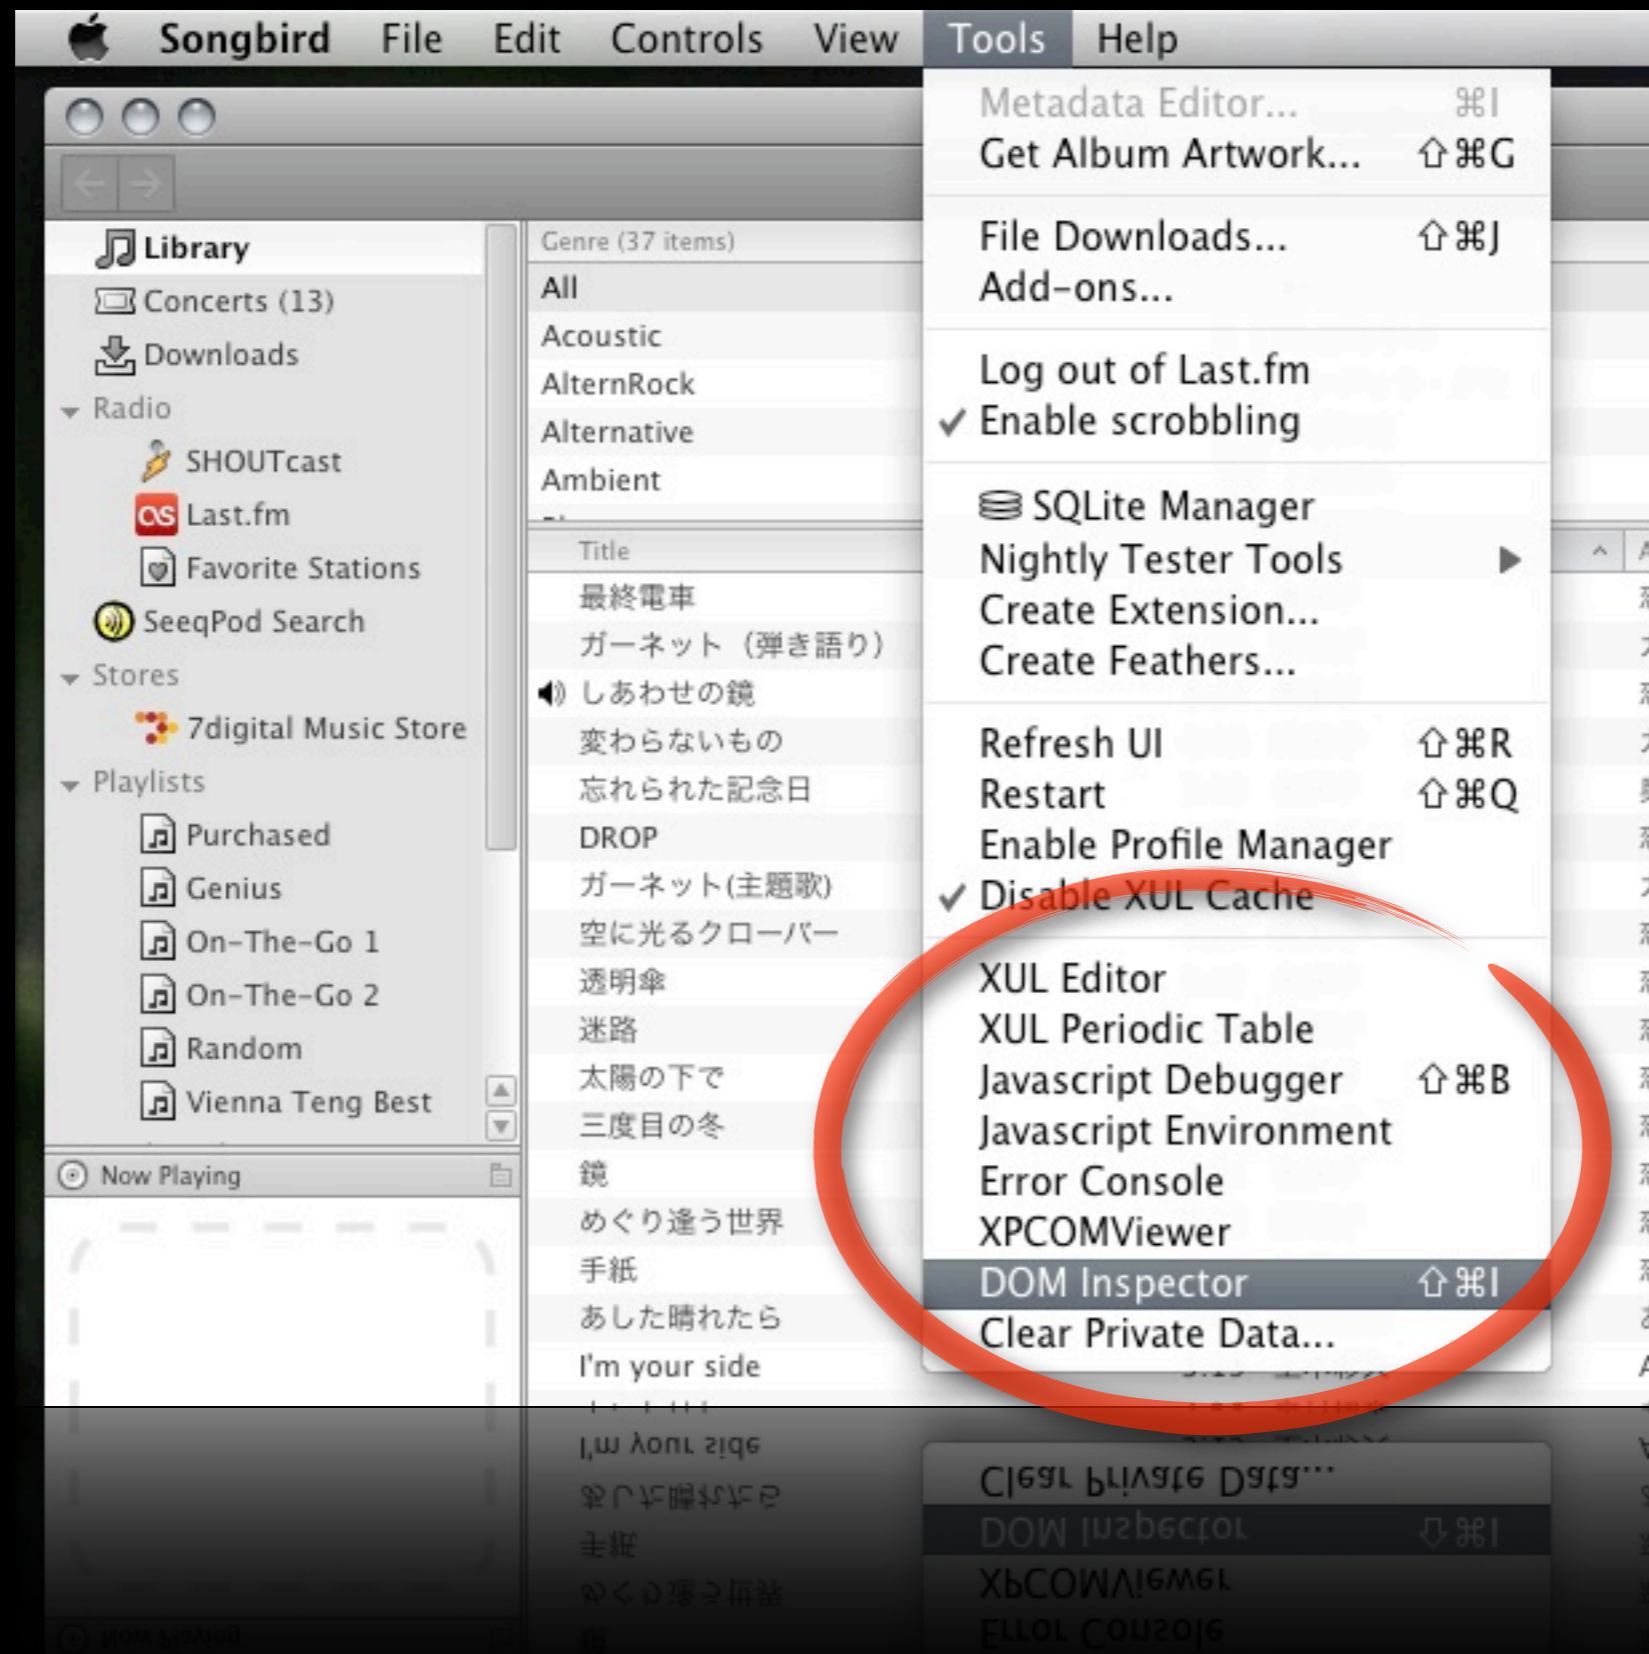 Songbird File Edit Controls View Tools Help
Library
Concerts (13)
Downloads
Radio
SHOUTcast
Last.fm
Favorite Stations
SeeqPod Search
Stores
7digital Music Store
Playlists
Purchased
Genius
On-The-Go 1
On-The-Go 2
Random
Vienna Teng Best
Now Playing
Genre (37 items)
All
Acoustic
AlternRock
Alternative
Ambient
Title
最終電車
ガーネット（弾き語り）
しあわせの鏡
変わらないもの
忘れられた記念日
DROP
ガーネット(主題歌)
空に光るクローバー
透明傘
迷路
太陽の下で
三度目の冬
鏡
めぐり逢う世界
手紙
あした晴れたら
I'm your side
Metadata Editor... ⌘I
Get Album Artwork... ⇧⌘G
File Downloads... ⇧⌘J
Add-ons...
Log out of Last.fm
✓ Enable scrobbling
SQLite Manager
Nightly Tester Tools ▶
Create Extension...
Create Feathers...
Refresh UI ⇧⌘R
Restart ⇧⌘Q
Enable Profile Manager
✓ Disable XUL Cache
XUL Editor
XUL Periodic Table
Javascript Debugger ⇧⌘B
Javascript Environment
Error Console
XPCOMViewer
DOM Inspector ⇧⌘I
Clear Private Data...